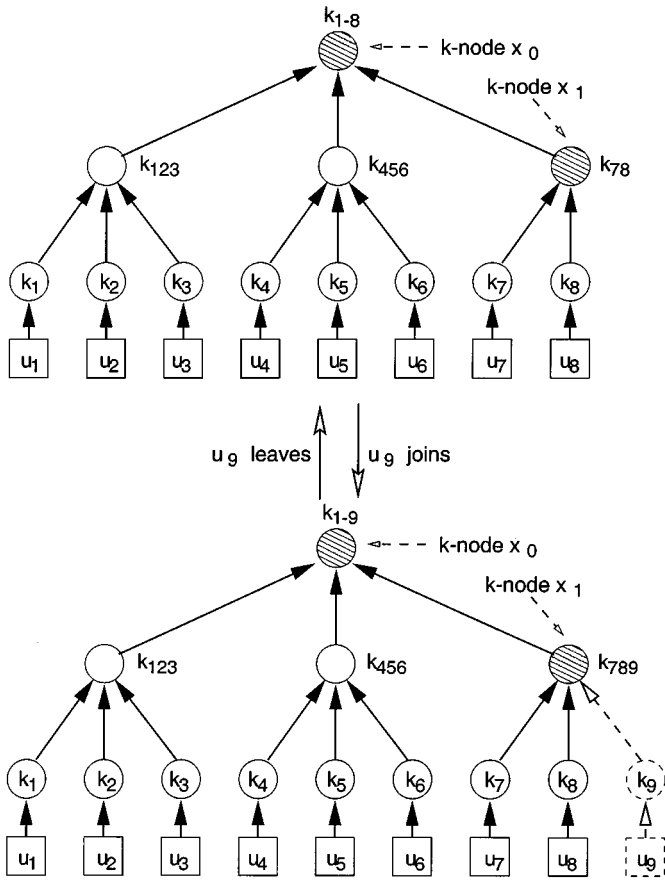 k1-8
k-node x 0
k-node x 1
k123 k456 k78
k1 k2 k3 k4 k5 k6 k7 k8
u1 u2 u3 u4 u5 u6 u7 u8
u 9 leaves u 9 joins
k1-9
k-node x 0
k-node x 1
k123 k456 k789
k1 k2 k3 k4 k5 k6 k7 k8 k9
u1 u2 u3 u4 u5 u6 u7 u8 u9